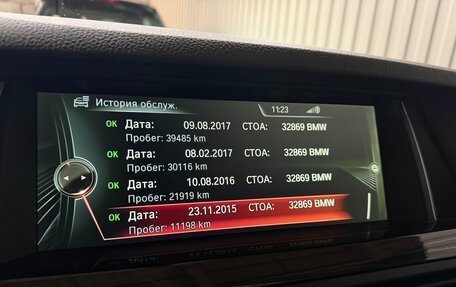 История обслуж.
11:23
OK Дата: 09.08.2017 СТОА: 32869 BMW
Пробег: 39485 km
OK Дата: 08.02.2017 СТОА: 32869 BMW
Пробег: 30116 km
OK Дата: 10.08.2016 СТОА: 32869 BMW
Пробег: 21919 km
OK Дата: 23.11.2015 СТОА: 32869 BMW
Пробег: 11198 km